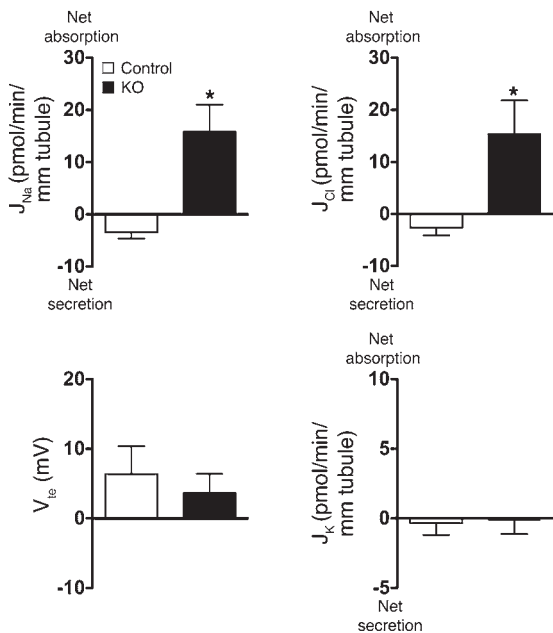 Net
absorption
Control
KO
30
20
10
0
-10
*
J_Na (pmol/min/
mm tubule)
Net
secretion
Net
absorption
30
20
10
0
-10
*
J_Cl (pmol/min/
mm tubule)
Net
secretion
20
10
0
-10
V_te (mV)
Net
absorption
10
5
0
-5
J_K (pmol/min/
mm tubule)
Net
secretion